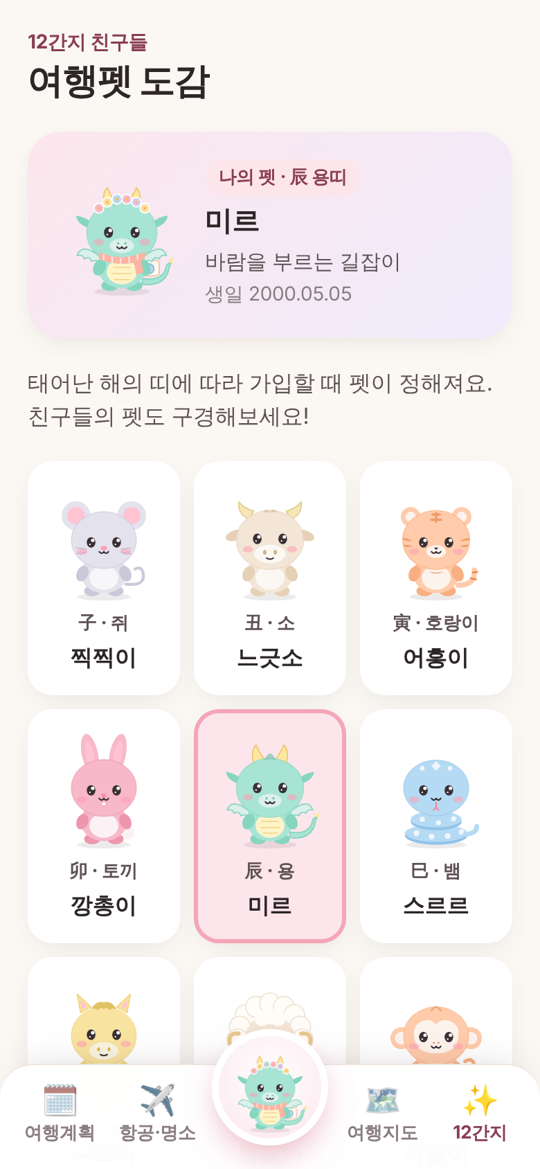 12간지 친구들
여행펫 도감
나의 펫 · 辰 용띠
미르
바람을 부르는 길잡이
생일 2000.05.05
태어난 해의 띠에 따라 가입할 때 펫이 정해져요.
친구들의 펫도 구경해보세요!
子 · 쥐
찍찍이
丑 · 소
느긋소
寅 · 호랑이
어흥이
卯 · 토끼
깡총이
辰 · 용
미르
巳 · 뱀
스르르
여행계획
항공·명소
여행지도
12간지